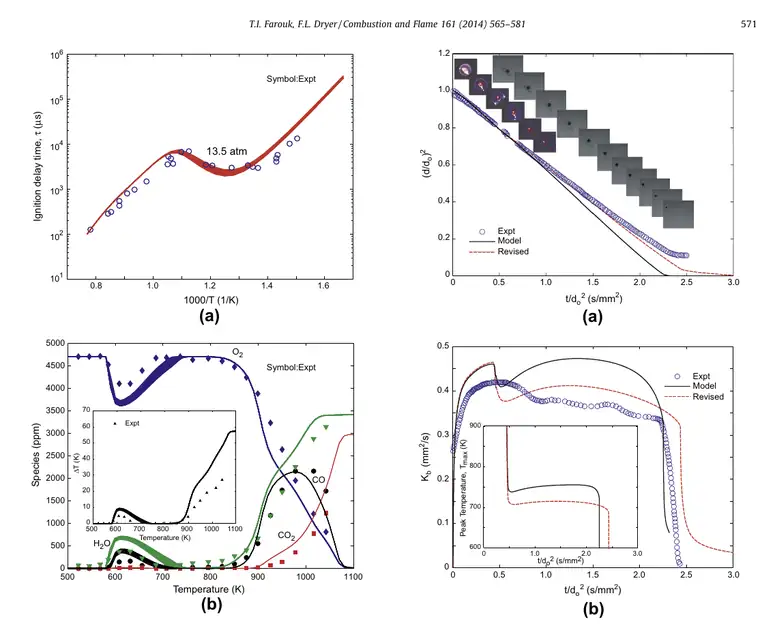 T.I. Farouk, F.L. Dryer / Combustion and Flame 161 (2014) 565–581
571
10⁶
10⁵
10⁴
10³
10²
10¹
Ignition delay time, τ (μs)
Symbol:Expt
13.5 atm
0.8 1.0 1.2 1.4 1.6
1000/T (1/K)
(a)
5000
4500
4000
3500
3000
2500
2000
1500
1000
500
0
Species (ppm)
O₂
Symbol:Expt
70
60
50
40
30
20
10
0
ΔT (K)
Expt
500 600 700 800 900 1000 1100
Temperature (K)
CO
CO₂
H₂O
500 600 700 800 900 1000 1100
Temperature (K)
(b)
1.2
1.0
0.8
0.6
0.4
0.2
0
(d/dₒ)²
Expt
Model
Revised
0 0.5 1.0 1.5 2.0 2.5 3.0
t/dₒ² (s/mm²)
(a)
0.5
0.4
0.3
0.2
0.1
0
K_b (mm²/s)
Expt
Model
Revised
900
800
700
600
Peak Temperature, T_max (K)
0 1.0 2.0 3.0
t/dₒ² (s/mm²)
0 0.5 1.0 1.5 2.0 2.5 3.0
t/dₒ² (s/mm²)
(b)